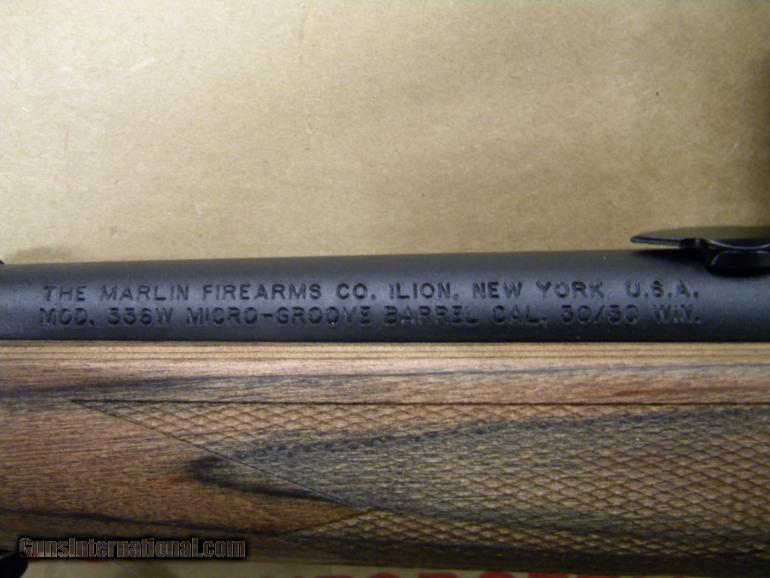 THE MARLIN FIREARMS CO. ILION, NEW YORK U.S.A.
MOD. 336W MICRO-GROOVE BARREL CAL. 30/30 WIN.
GunsInternational.com